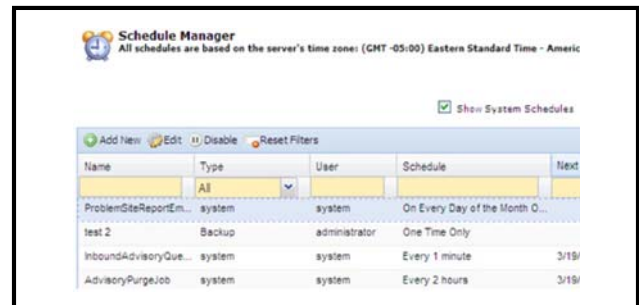 Schedule Manager
All schedules are based on the server's time zone: (GMT -05:00) Eastern Standard Time - Americ
Show System Schedules
Add New Edit Disable Reset Filters
Name Type User Schedule Next
All
ProblemSiteReportEm... system system On Every Day of the Month O...
test 2 Backup administrator One Time Only
InboundAdvisoryQue... system system Every 1 minute 3/19/
AdvisoryPurgeJob system system Every 2 hours 3/19/